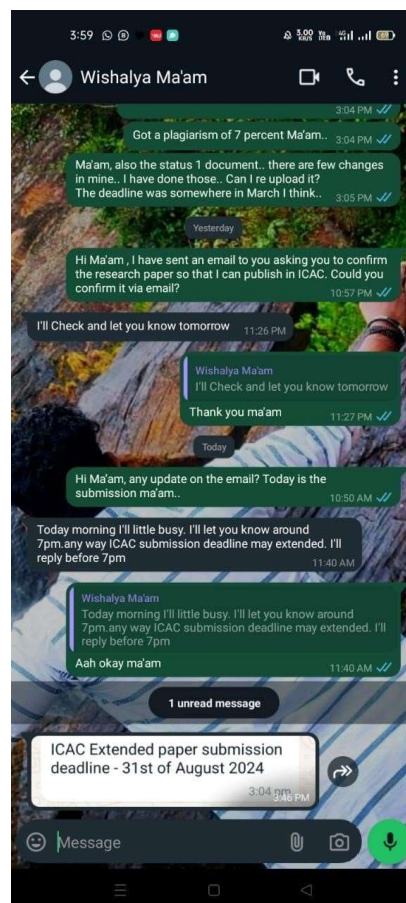 3:59
3.00 KB/S Vo LTE 4G 69
Wishalya Ma'am
3:04 PM
Got a plagiarism of 7 percent Ma'am.. 3:04 PM
Ma'am, also the status 1 document.. there are few changes
in mine.. I have done those.. Can I re upload it?
The deadline was somewhere in March I think.. 3:05 PM
Yesterday
Hi Ma'am , I have sent an email to you asking you to confirm
the research paper so that I can publish in ICAC. Could you
confirm it via email?
10:57 PM
I'll Check and let you know tomorrow 11:26 PM
Wishalya Ma'am
I'll Check and let you know tomorrow
Thank you ma'am 11:27 PM
Today
Hi Ma'am, any update on the email? Today is the
submission ma'am..
10:50 AM
Today morning I'll little busy. I'll let you know around
7pm.any way ICAC submission deadline may extended. I'll
reply before 7pm
11:40 AM
Wishalya Ma'am
Today morning I'll little busy. I'll let you know around
7pm.any way ICAC submission deadline may extended. I'll
reply before 7pm
Aah okay ma'am 11:40 AM
1 unread message
ICAC Extended paper submission
deadline - 31st of August 2024
3:04 pm
3:46 PM
Message